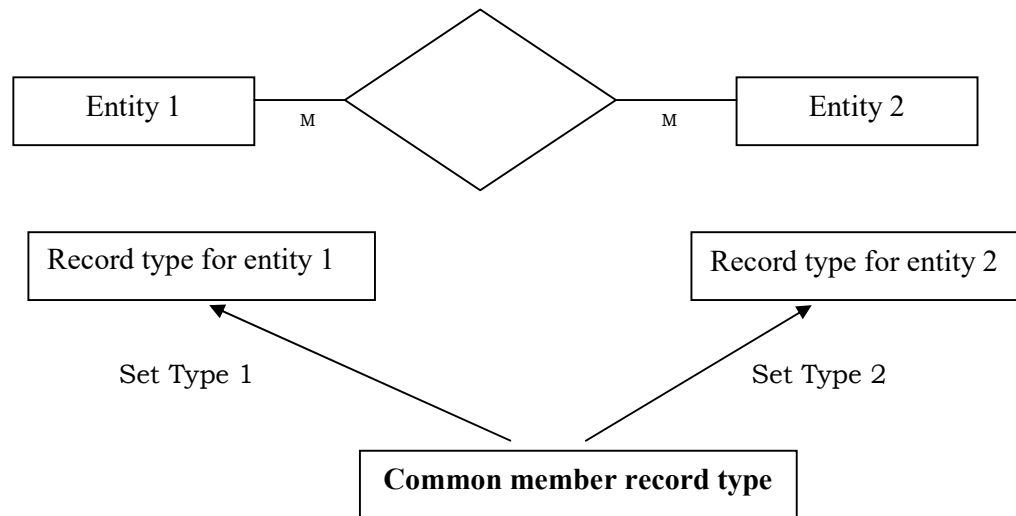 Entity 1
M
M
Entity 2
Record type for entity 1
Record type for entity 2
Set Type 1
Set Type 2
Common member record type